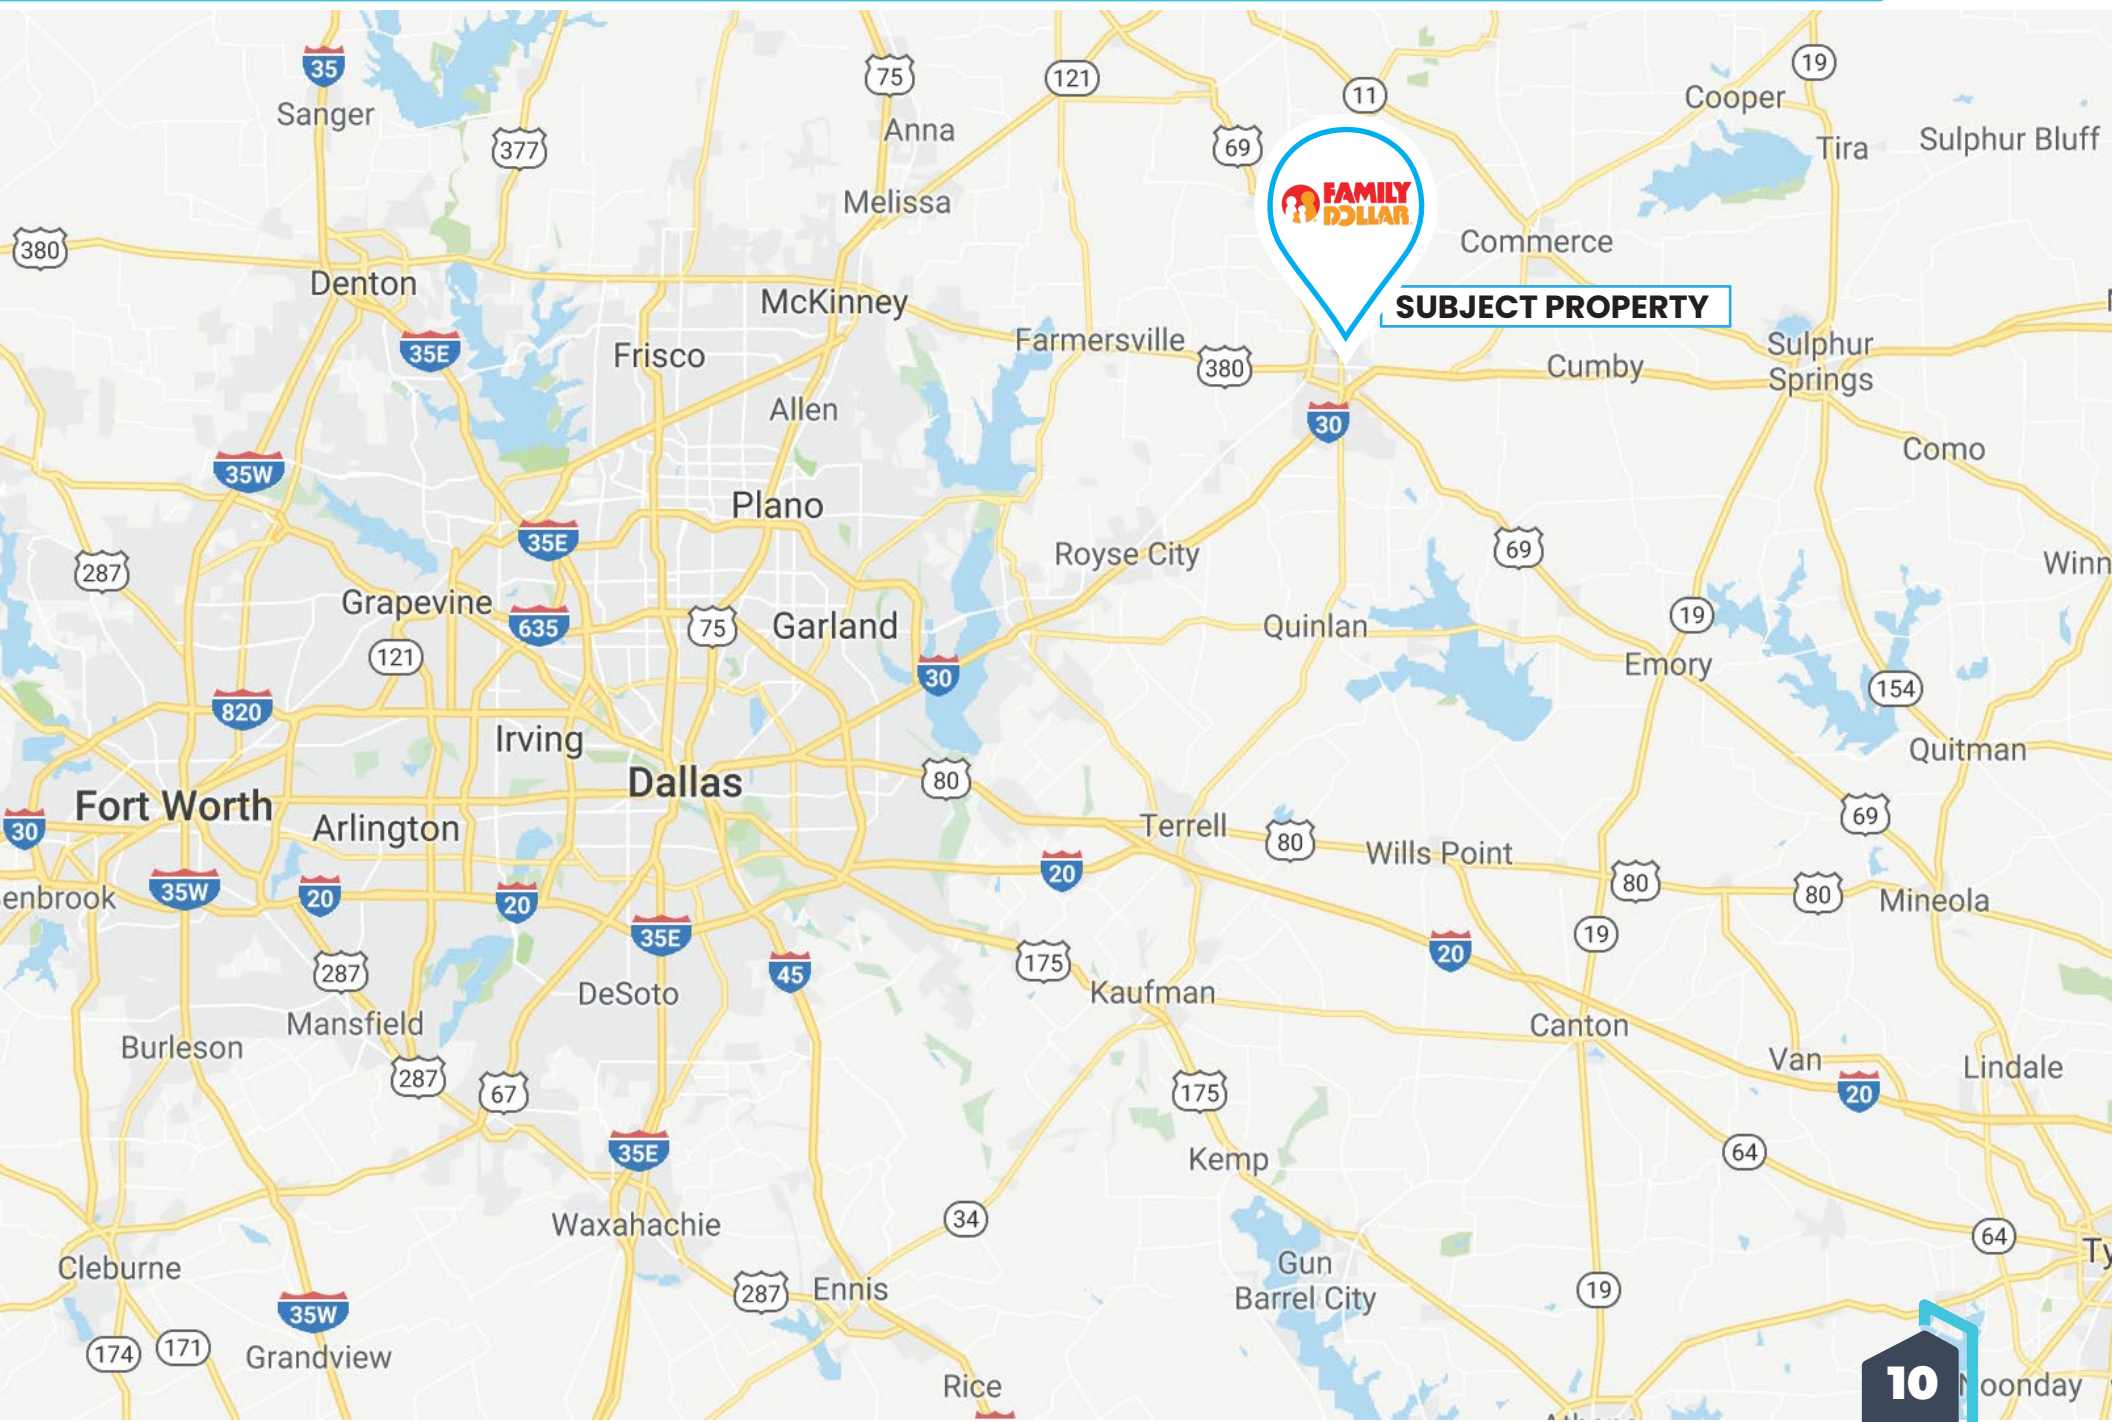 35
75
121
19
11
Cooper
Sanger
Anna
377
69
Tira
Sulphur Bluff
FAMILY
DOLLAR
Melissa
380
Commerce
Denton
McKinney
SUBJECT PROPERTY
35E
Frisco
Farmersville
380
Cumby
Sulphur
Springs
Allen
30
35W
Como
Plano
35E
Royse City
69
287
Winn
Grapevine
635
75
Garland
Quinlan
19
121
30
Emory
154
820
Irving
Quitman
Dallas
80
Fort Worth
30
Arlington
Terrell
80
Wills Point
69
20
enbrook
35W
20
20
80
80
Mineola
35E
19
20
287
45
175
DeSoto
Kaufman
Mansfield
Canton
Burleson
Van
Lindale
287
67
175
20
35E
Kemp
64
Waxahachie
34
64
Ty
Cleburne
Gun
Barrel City
287
Ennis
19
35W
174
171
Grandview
Rice
10
Noonday